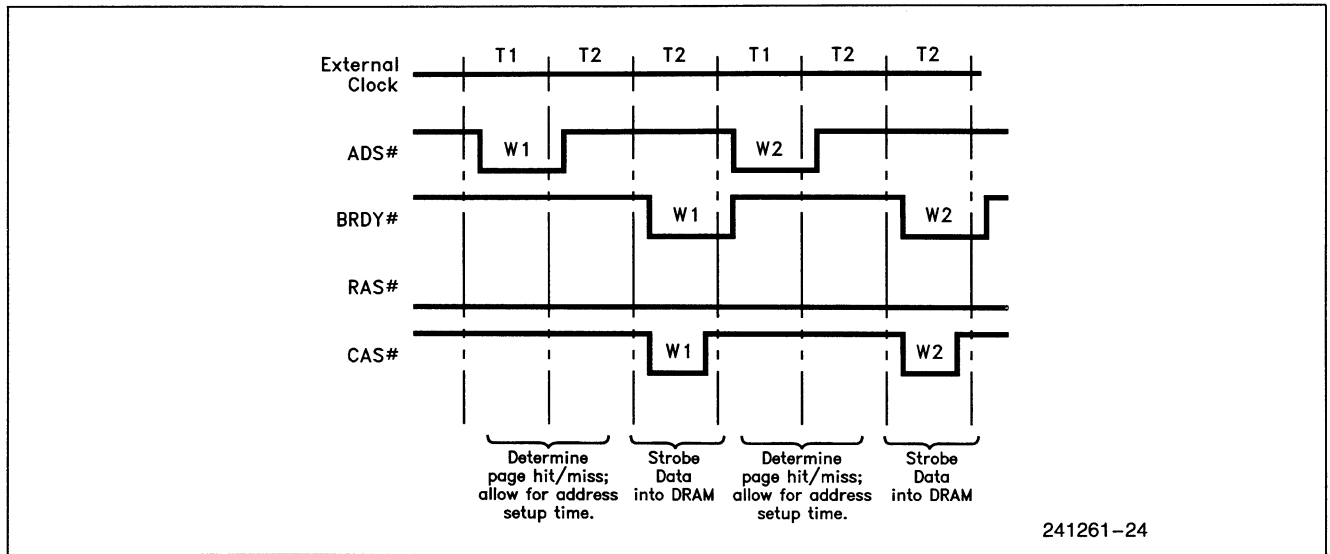 External
Clock
T1 T2 T2 T1 T2 T2
ADS#
W1 W2
BRDY#
W1 W2
RAS#
CAS#
W1 W2
Determine
page hit/miss;
allow for address
setup time.
Strobe
Data
into DRAM
Determine
page hit/miss;
allow for address
setup time.
Strobe
Data
into DRAM
241261-24